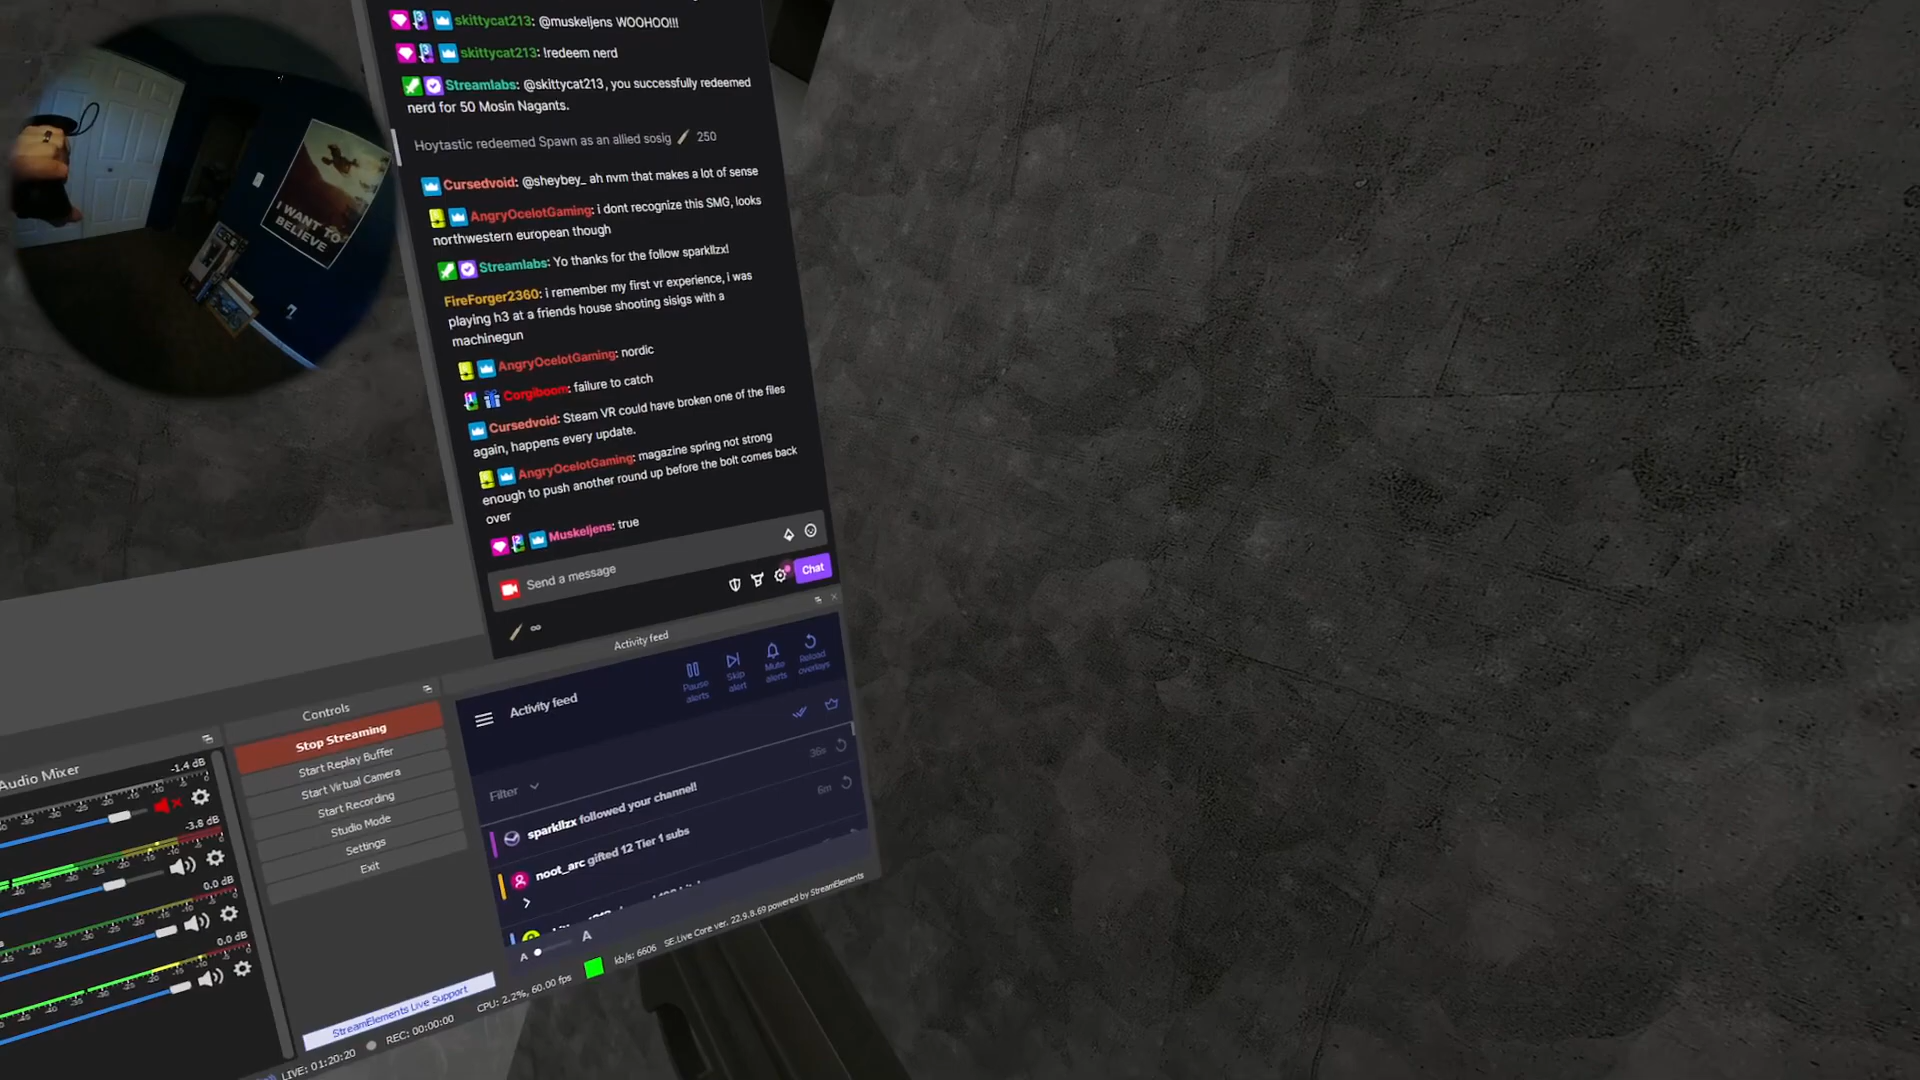 skittycat213: @muskeljens WOOHOO!!!
skittycat213: !redeem nerd
Streamlabs: @skittycat213, you successfully redeemed
nerd for 50 Mosin Nagants.
Hoytastic redeemed Spawn as an allied sosig 250
Cursedvoid: @sheybey_ ah nvm that makes a lot of sense
AngryOcelotGaming: i dont recognize this SMG, looks
northwestern european though
Streamlabs: Yo thanks for the follow sparkllzx!
FireForger2360: i remember my first vr experience, i was
playing h3 at a friends house shooting sisigs with a
machinegun
AngryOcelotGaming: nordic
Corgiboom: failure to catch
Cursedvoid: Steam VR could have broken one of the files
again, happens every update.
AngryOcelotGaming: magazine spring not strong
enough to push another round up before the bolt comes back
over
Muskeljens: true
Send a message
Chat
∞
I WANT TO
BELIEVE
Activity feed
Activity feed
Pause
alerts
Skip
alert
Mute
alerts
Reload
overlays
Filter
36s
sparkllzx followed your channel!
6m
noot_arc gifted 12 Tier 1 subs
A A
Controls
Stop Streaming
Start Replay Buffer
Start Virtual Camera
Start Recording
Studio Mode
Settings
Exit
Audio Mixer
-1.4 dB
-3.8 dB
0.0 dB
0.0 dB
StreamElements Live Support
LIVE: 01:20:20
REC: 00:00:00
CPU: 2.2%, 60.00 fps
kb/s: 6606
SE.Live Core ver. 22.9.8.69 powered by StreamElements